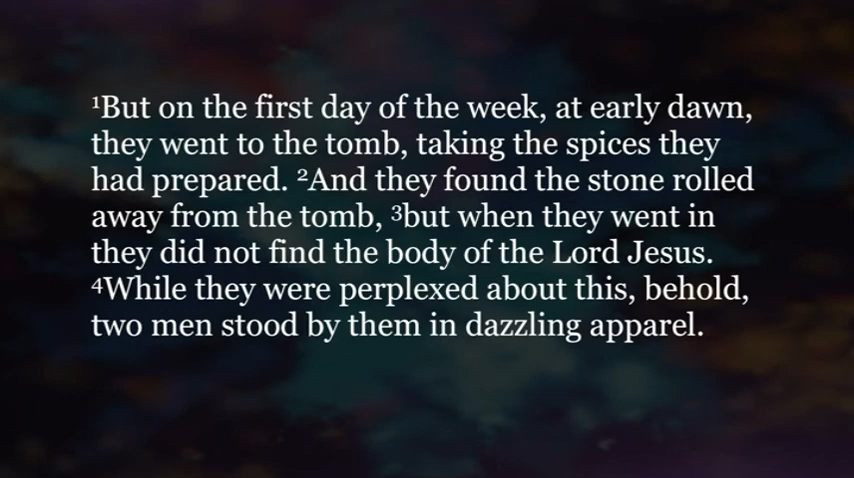 ¹But on the first day of the week, at early dawn,
they went to the tomb, taking the spices they
had prepared. ²And they found the stone rolled
away from the tomb, ³but when they went in
they did not find the body of the Lord Jesus.
⁴While they were perplexed about this, behold,
two men stood by them in dazzling apparel.